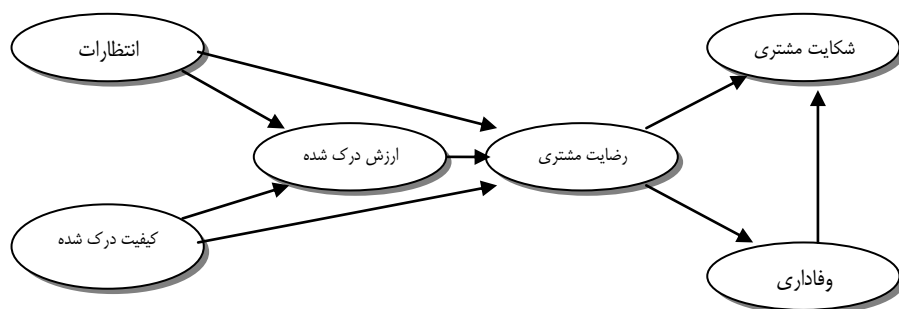 انتظارات
شکایت مشتری
ارزش درک شده
رضایت مشتری
کیفیت درک شده
وفاداری